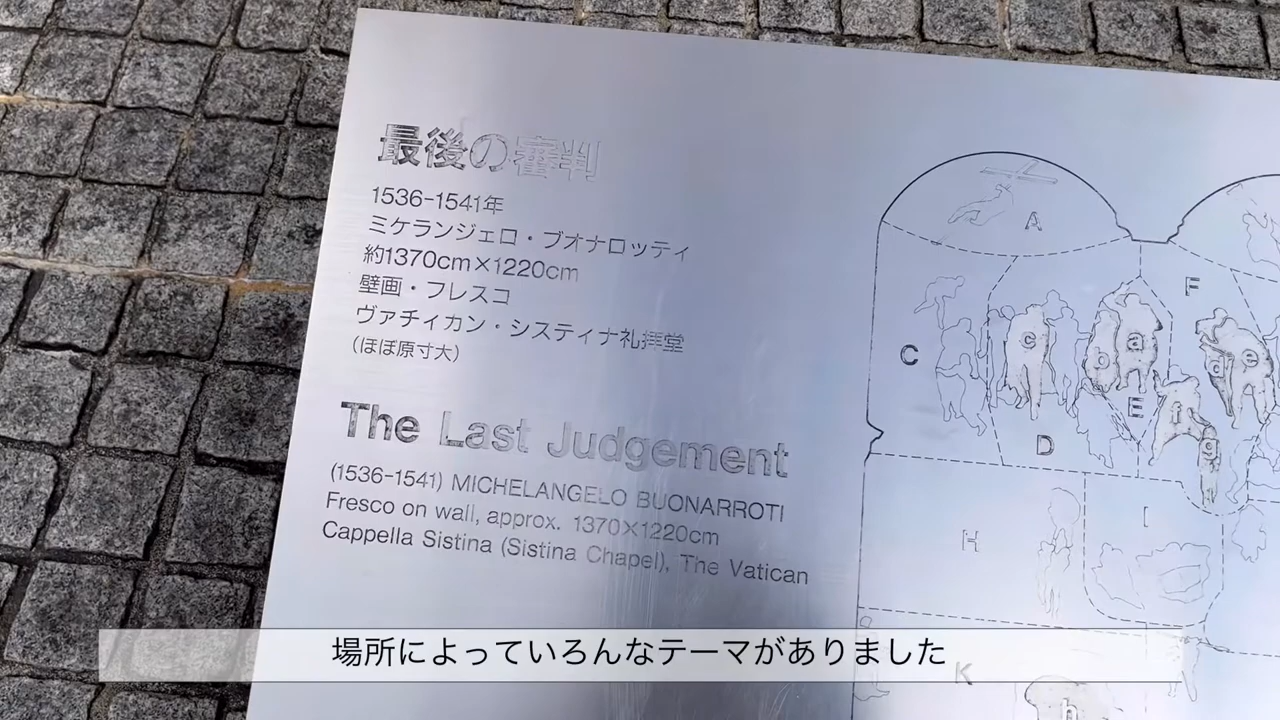 最後の審判
1536-1541年
ミケランジェロ・ブオナロッティ
約1370cm×1220cm
壁画・フレスコ
ヴァチィカン・システィナ礼拝堂
(ほぼ原寸大)
The Last Judgement
(1536-1541) MICHELANGELO BUONARROTI
Fresco on wall, approx. 1370×1220cm
Cappella Sistina (Sistina Chapel), The Vatican
A
F
C
c
b
a
d
e
E
f
g
D
H
I
K
h
場所によっていろんなテーマがありました